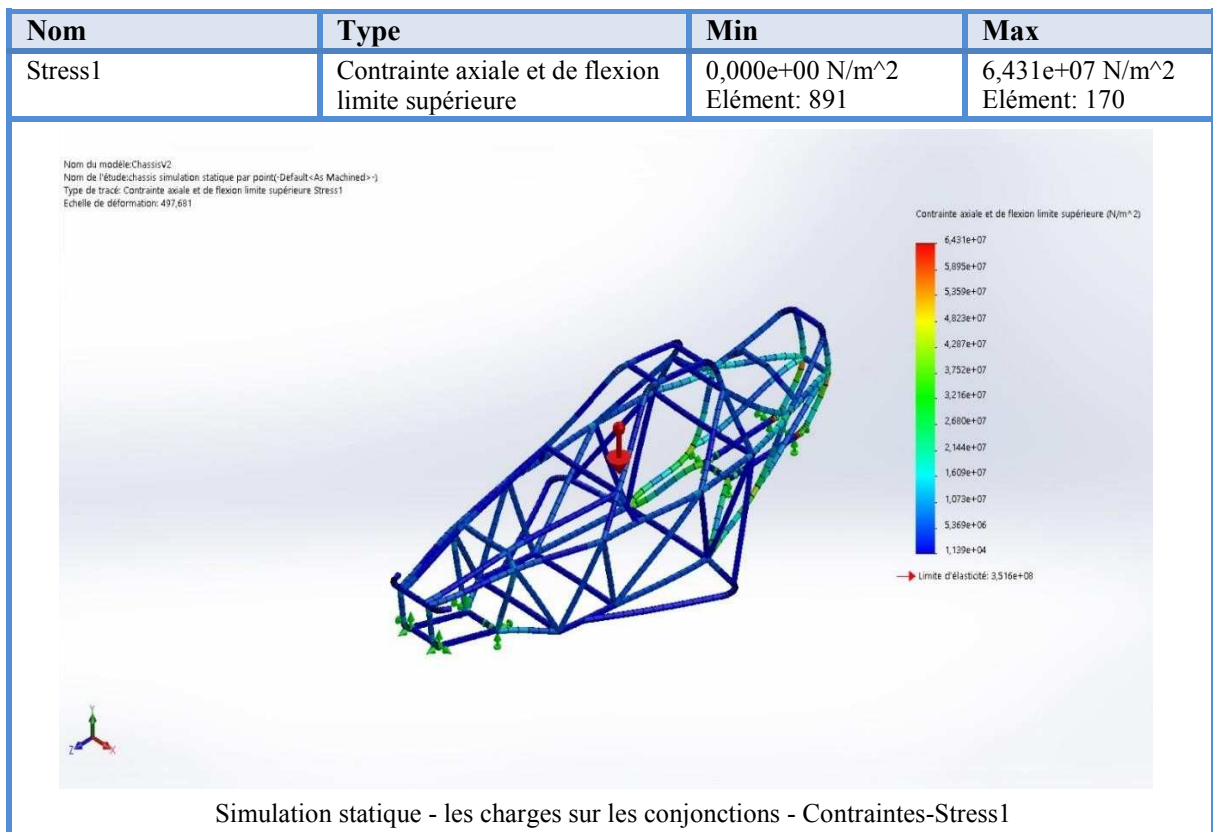 Nom Type Min Max
Stress1 Contrainte axiale et de flexion 0,000e+00 N/m^2 6,431e+07 N/m^2
limite supérieure Elément: 891 Elément: 170
Nom du modèle:ChassisV2
Nom de l'étude:chassis simulation statique par point(-Default<As Machined>-)
Type de tracé: Contrainte axiale et de flexion limite supérieure Stress1
Echelle de déformation: 497,681
Contrainte axiale et de flexion limite supérieure (N/m^2)
6,431e+07
5,895e+07
5,359e+07
4,823e+07
4,287e+07
3,752e+07
3,216e+07
2,680e+07
2,144e+07
1,609e+07
1,073e+07
5,369e+06
1,139e+04
Limite d'élasticité: 3,516e+08
Y
Z
X
Simulation statique - les charges sur les conjonctions - Contraintes-Stress1